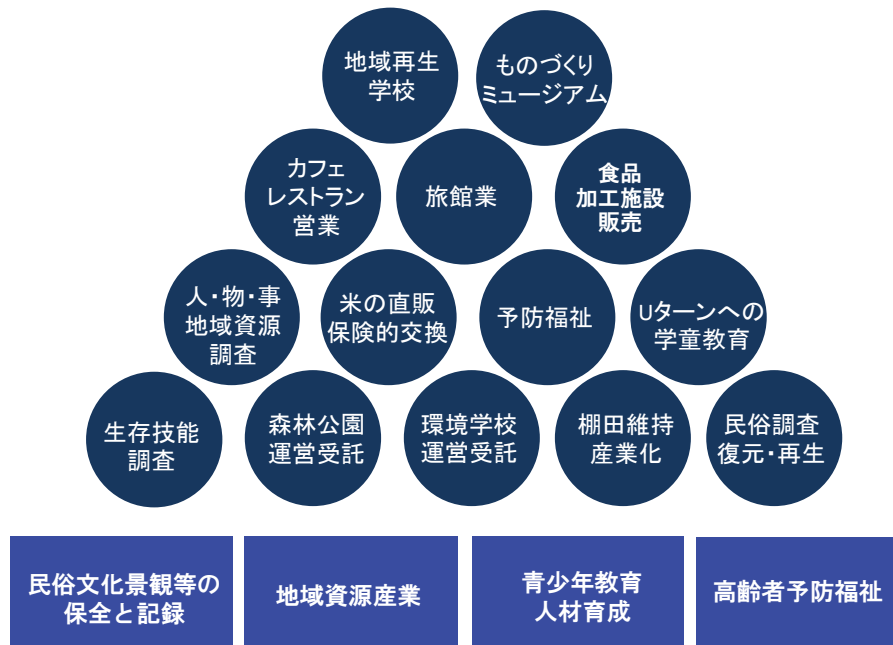 地域再生
学校
ものづくり
ミュージアム
カフェ
レストラン
営業
旅館業
食品
加工施設
販売
人・物・事
地域資源
調査
米の直販
保険的交換
予防福祉
Uターンへの
学童教育
生存技能
調査
森林公園
運営受託
環境学校
運営受託
棚田維持
産業化
民俗調査
復元・再生
民俗文化景観等の
保全と記録
地域資源産業
青少年教育
人材育成
高齢者予防福祉